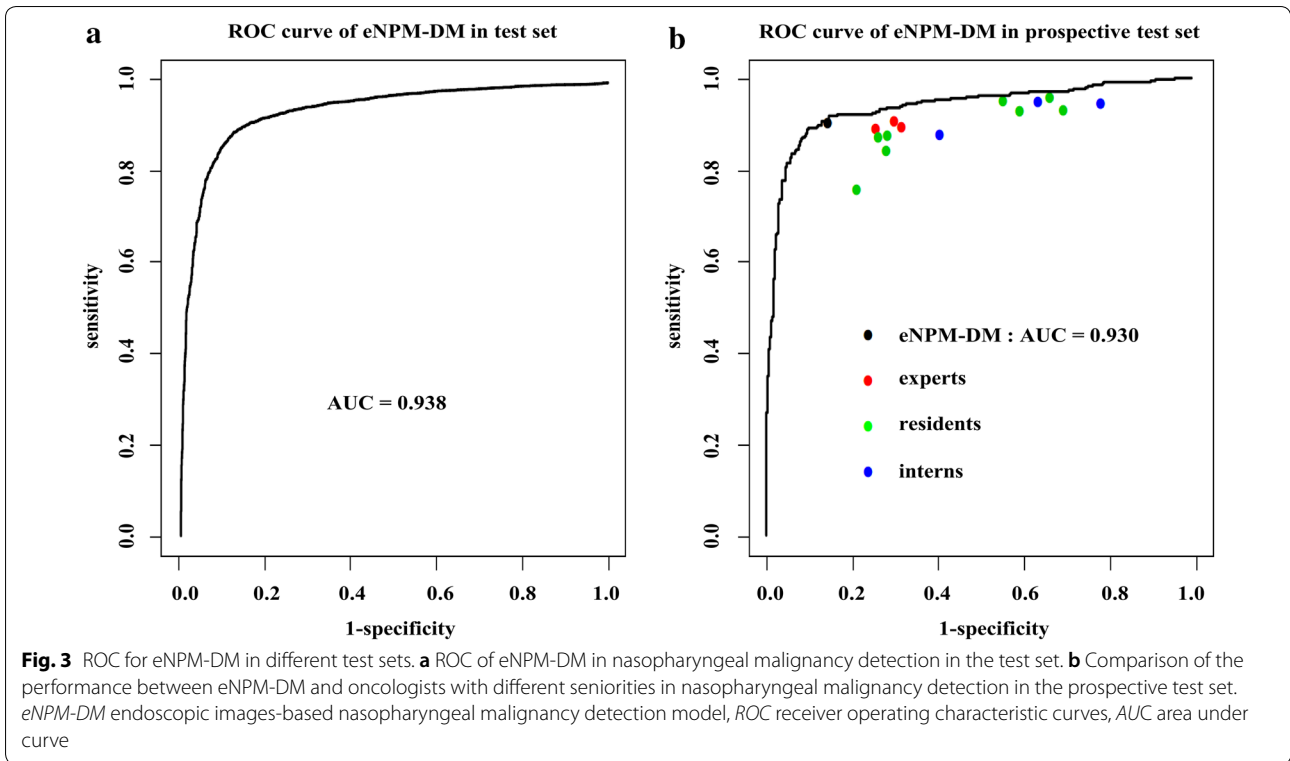 a
ROC curve of eNPM-DM in test set
1.0
0.8
0.6
0.4
0.2
0.0
sensitivity
AUC = 0.938
0.0 0.2 0.4 0.6 0.8 1.0
1-specificity
b
ROC curve of eNPM-DM in prospective test set
1.0
0.8
0.6
0.4
0.2
0.0
sensitivity
eNPM-DM : AUC = 0.930
experts
residents
interns
0.0 0.2 0.4 0.6 0.8 1.0
1-specificity
Fig. 3 ROC for eNPM-DM in different test sets. a ROC of eNPM-DM in nasopharyngeal malignancy detection in the test set. b Comparison of the
performance between eNPM-DM and oncologists with different seniorities in nasopharyngeal malignancy detection in the prospective test set.
eNPM-DM endoscopic images-based nasopharyngeal malignancy detection model, ROC receiver operating characteristic curves, AUC area under
curve